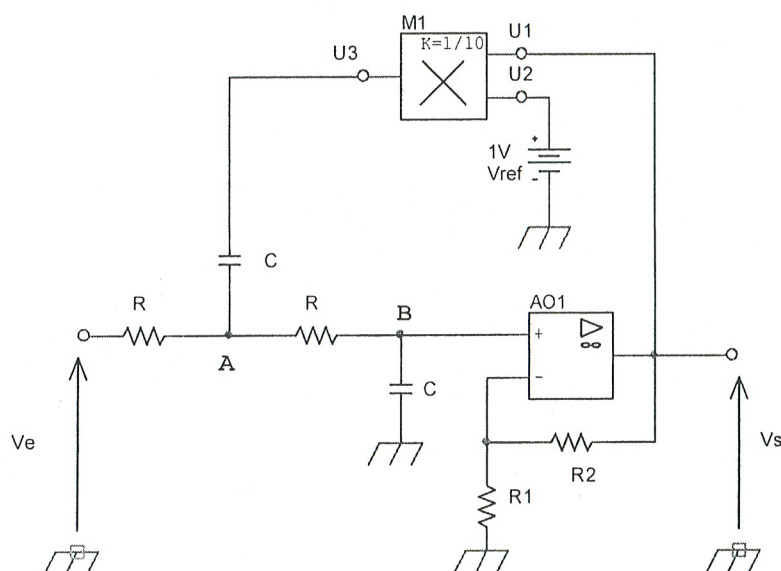 M1
K=1/10
U1
U3
U2
+
1V
Vref
-
C
R
R
B
AO1
A
+
∞
-
C
Ve
Vs
R2
R1